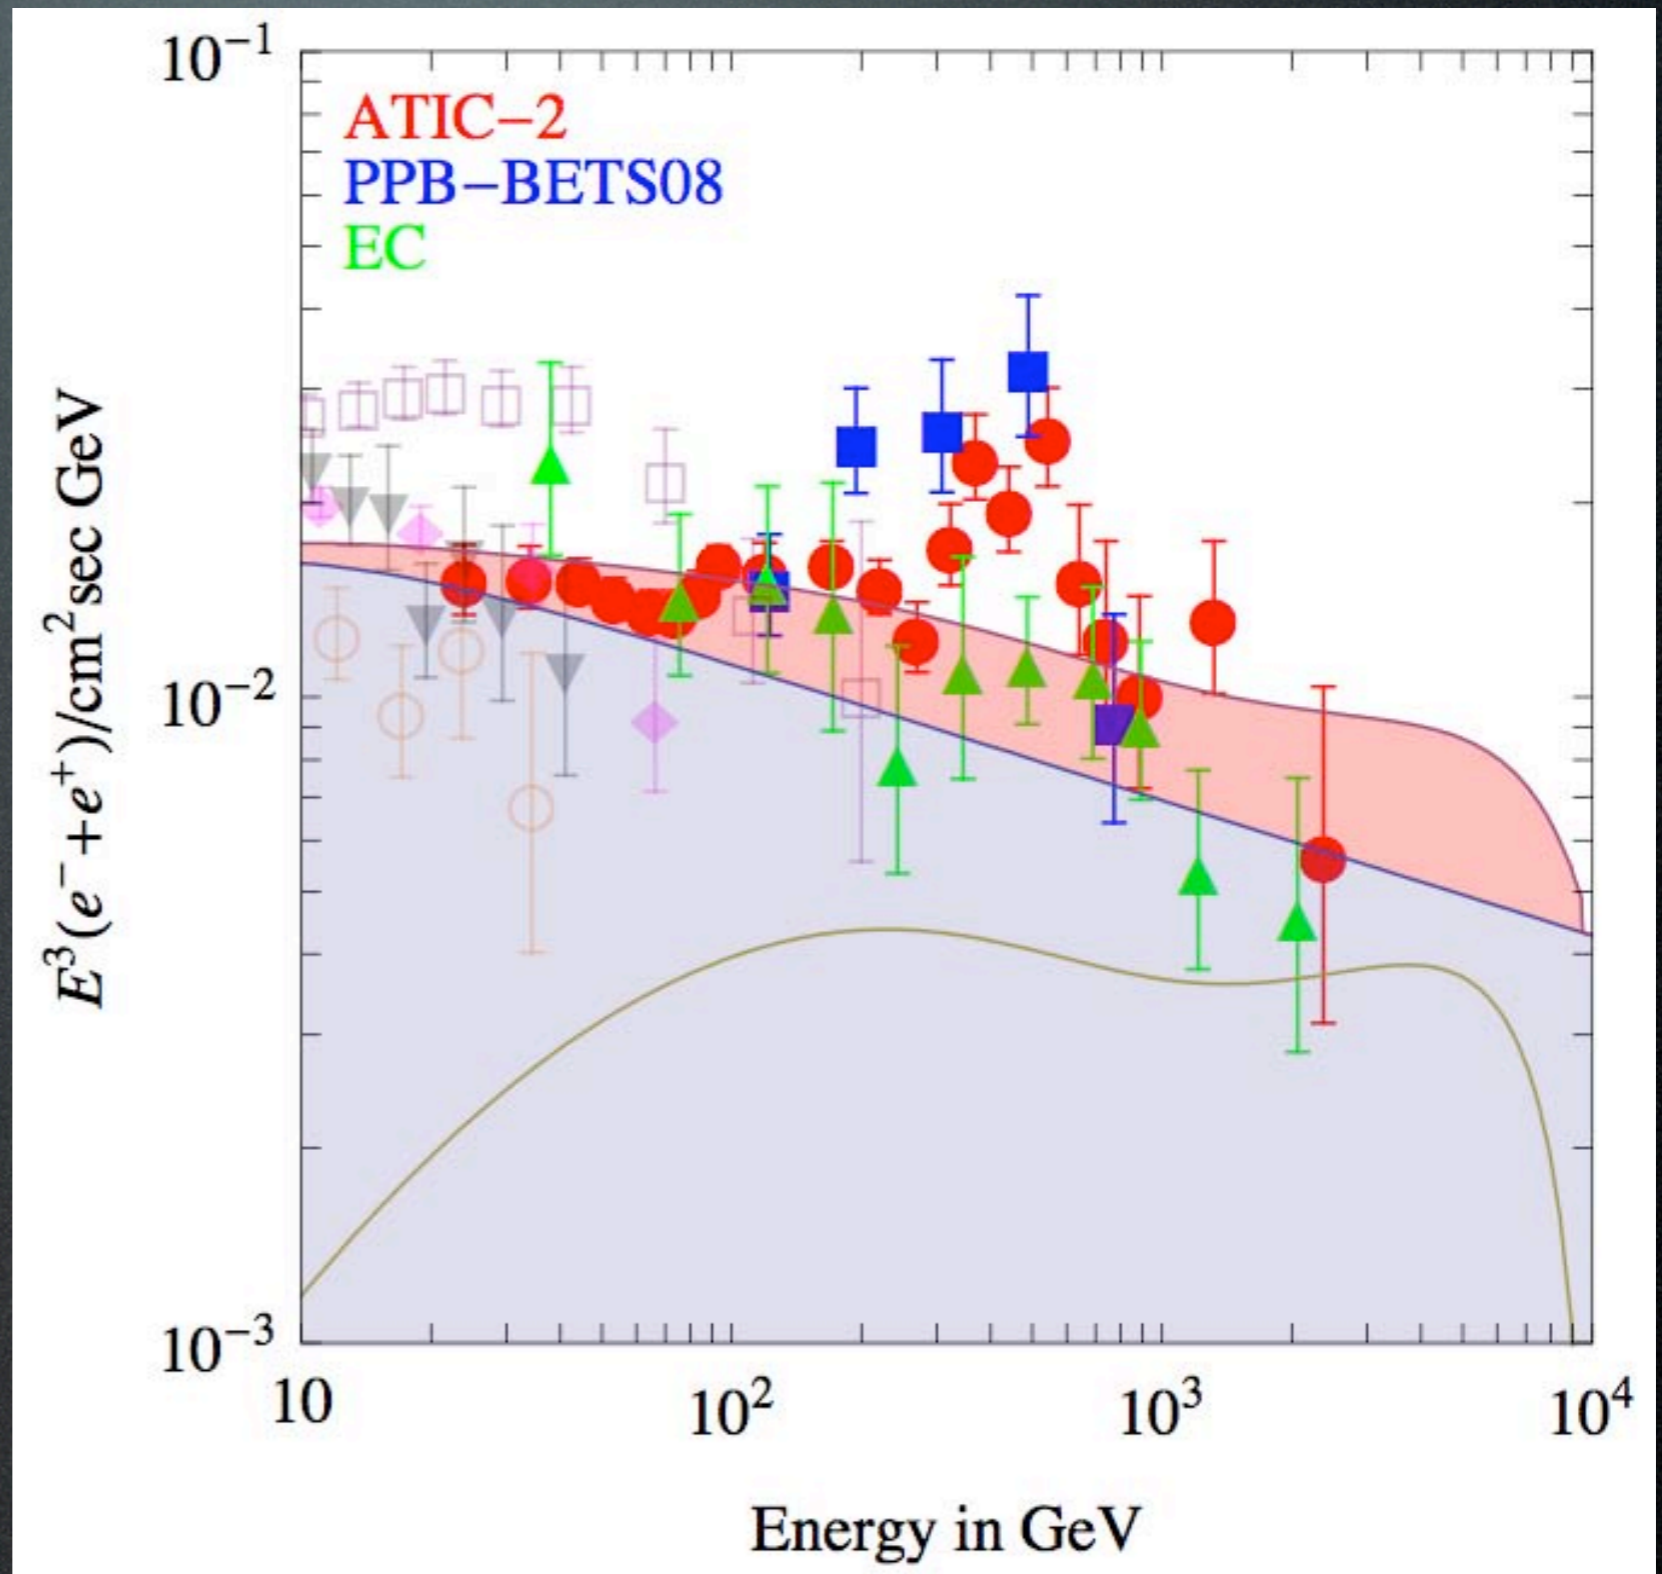 10⁻¹
ATIC−2
PPB−BETS08
EC
10⁻²
10⁻³
10
10²
10³
10⁴
E³(e⁻+e⁺)/cm²sec GeV
Energy in GeV